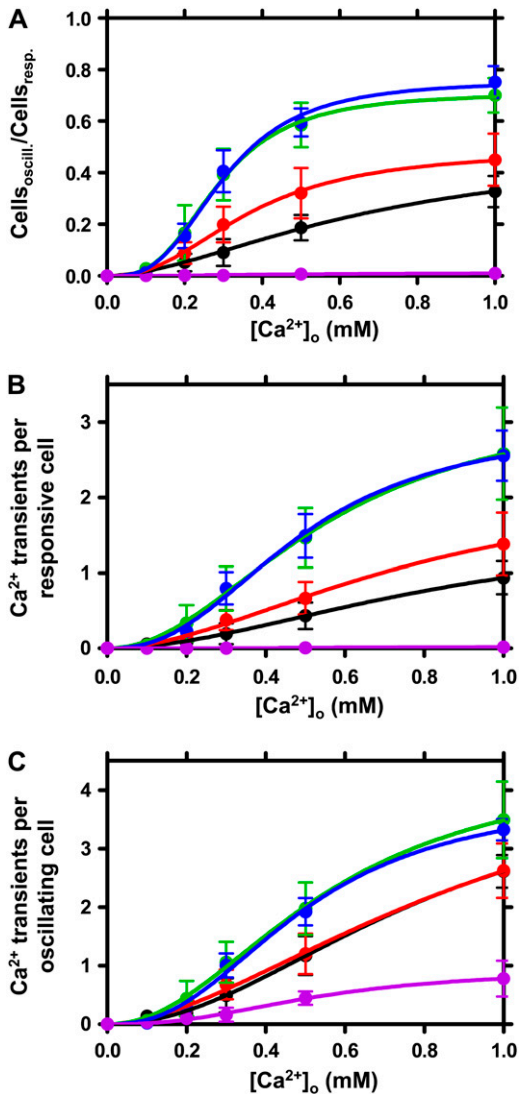 A
Cells_oscill./Cells_resp.
1.0
0.8
0.6
0.4
0.2
0.0
0.0 0.2 0.4 0.6 0.8 1.0
[Ca²⁺]ₒ (mM)
B
Ca²⁺ transients per
responsive cell
3
2
1
0
0.0 0.2 0.4 0.6 0.8 1.0
[Ca²⁺]ₒ (mM)
C
Ca²⁺ transients per
oscillating cell
4
3
2
1
0
0.0 0.2 0.4 0.6 0.8 1.0
[Ca²⁺]ₒ (mM)